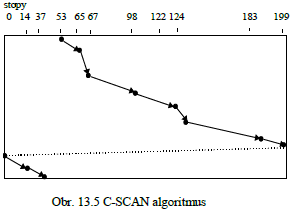 stopy
0 14 37 53 65 67 98 122 124 183 199
Obr. 13.5 C-SCAN algoritmus